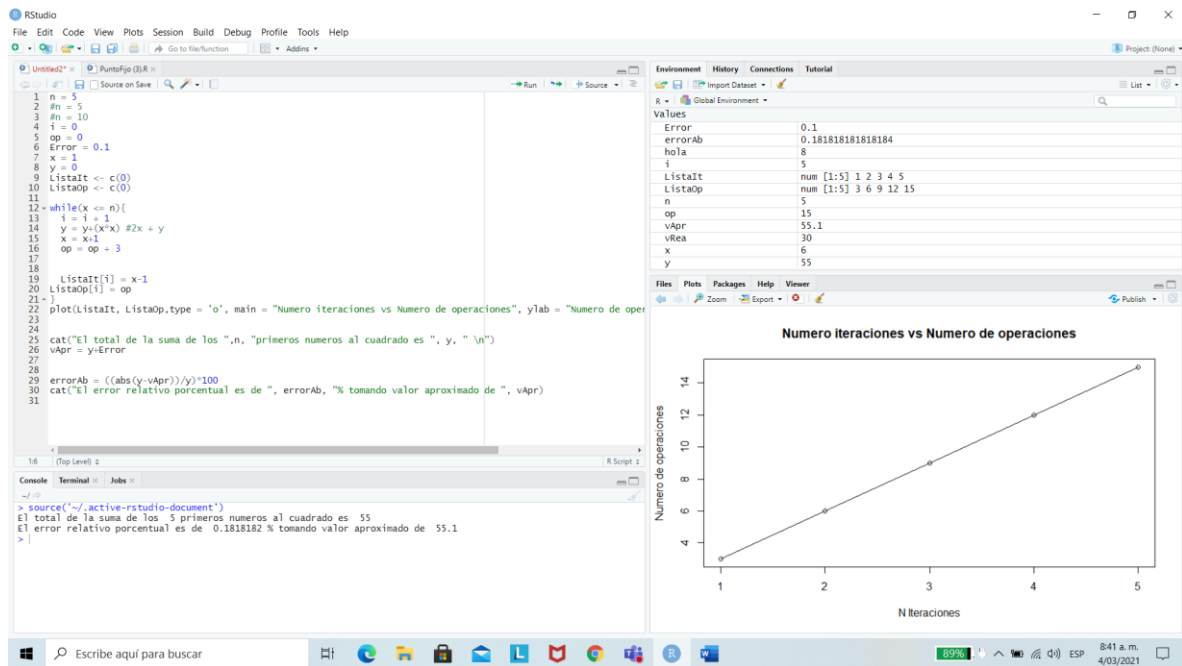 RStudio
File Edit Code View Plots Session Build Debug Profile Tools Help
Go to file/function Addins Project: (None)
Untitled2* PuntoFijo (3).R
Source on Save Run Source
1 n = 5
2 #n = 5
3 #n = 10
4 i = 0
5 op = 0
6 Error = 0.1
7 x = 1
8 y = 0
9 ListaIt <- c(0)
10 ListaOp <- c(0)
11
12 while(x <= n){
13 i = i + 1
14 y = y+(x*x) #2x + y
15 x = x+1
16 op = op + 3
17
18
19 ListaIt[i] = x-1
20 ListaOp[i] = op
21 }
22 plot(ListaIt, ListaOp,type = 'o', main = "Numero iteraciones vs Numero de operaciones", ylab = "Numero de oper
23
24
25 cat("El total de la suma de los ",n, "primeros numeros al cuadrado es ", y, " \n")
26 vApr = y+Error
27
28
29 errorAb = ((abs(y-vApr))/y)*100
30 cat("El error relativo porcentual es de ", errorAb, "% tomando valor aproximado de ", vApr)
31
1:6 (Top Level) R Script
Console Terminal Jobs
~/
> source('~/.active-rstudio-document')
El total de la suma de los  5 primeros numeros al cuadrado es  55
El error relativo porcentual es de  0.1818182 % tomando valor aproximado de  55.1
>
Environment History Connections Tutorial
Import Dataset List
R Global Environment
Values
Error 0.1
errorAb 0.181818181818184
hola 8
i 5
ListaIt num [1:5] 1 2 3 4 5
ListaOp num [1:5] 3 6 9 12 15
n 5
op 15
vApr 55.1
vRea 30
x 6
y 55
Files Plots Packages Help Viewer
Zoom Export Publish
Numero iteraciones vs Numero de operaciones
Numero de operaciones
14
12
10
8
6
4
1 2 3 4 5
N Iteraciones
Escribe aquí para buscar
L
R
89%
ESP
8:41 a. m.
4/03/2021